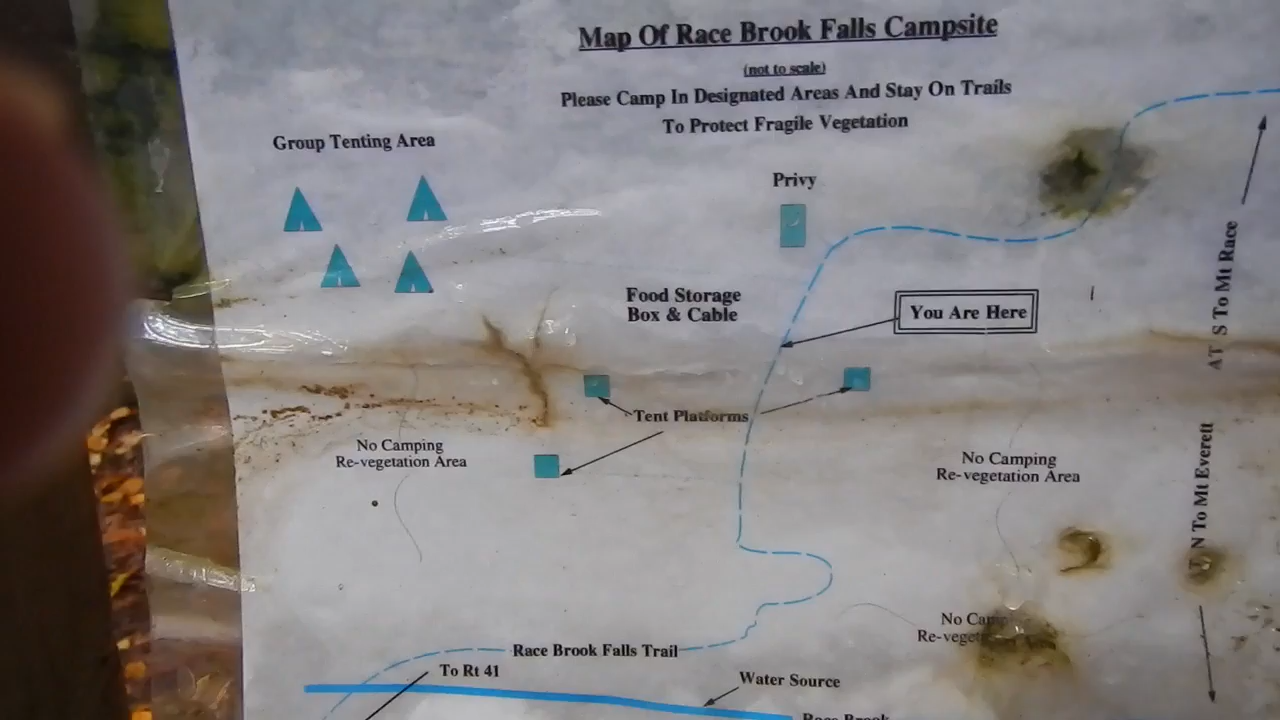 Map Of Race Brook Falls Campsite
(not to scale)
Please Camp In Designated Areas And Stay On Trails
To Protect Fragile Vegetation
Group Tenting Area
Privy
Food Storage
Box & Cable
You Are Here
AT S To Mt Race
Tent Platforms
No Camping
Re-vegetation Area
No Camping
Re-vegetation Area
N To Mt Everett
No
Race Brook Falls Trail
To Rt 41
Water Source
Race Brook